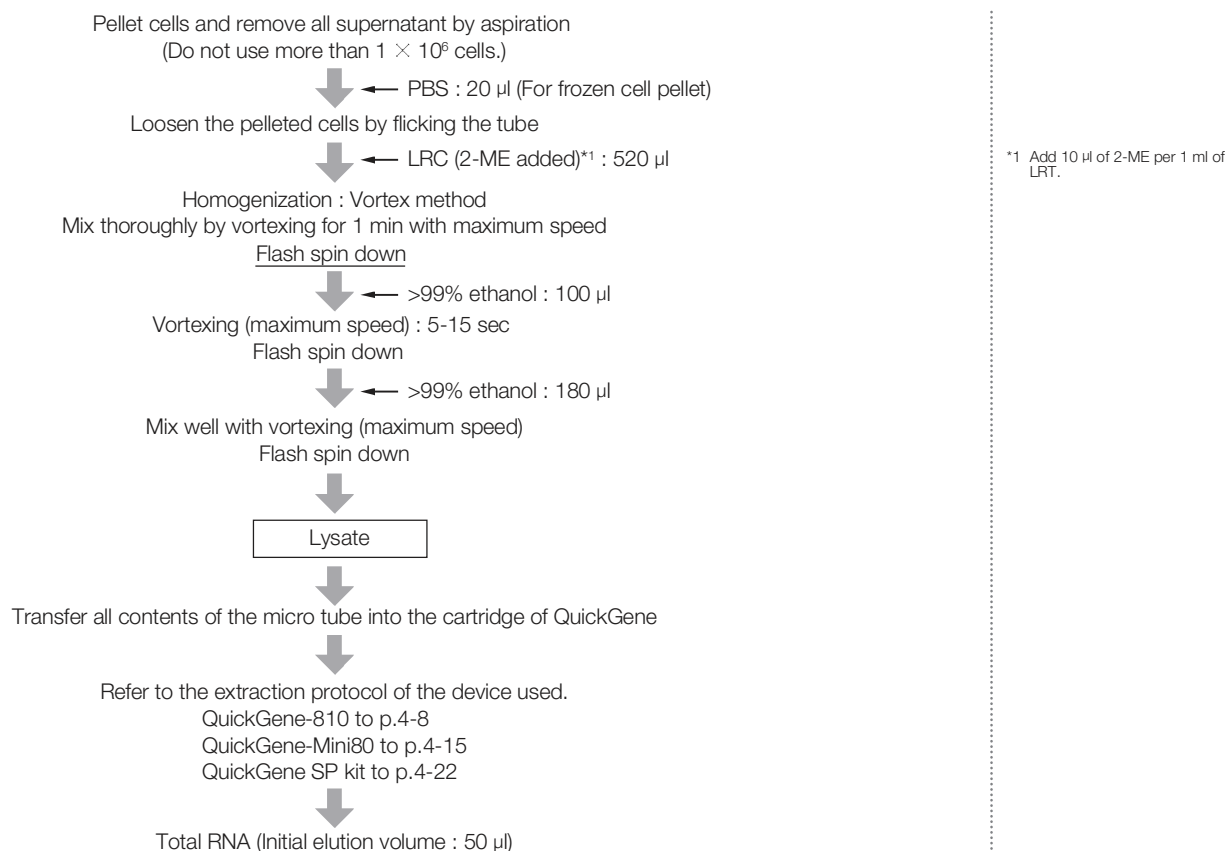 Pellet cells and remove all supernatant by aspiration
(Do not use more than 1 × 10⁶ cells.)
PBS : 20 µl (For frozen cell pellet)
Loosen the pelleted cells by flicking the tube
LRC (2-ME added)*1 : 520 µl
*1 Add 10 µl of 2-ME per 1 ml of
LRT.
Homogenization : Vortex method
Mix thoroughly by vortexing for 1 min with maximum speed
Flash spin down
>99% ethanol : 100 µl
Vortexing (maximum speed) : 5-15 sec
Flash spin down
>99% ethanol : 180 µl
Mix well with vortexing (maximum speed)
Flash spin down
Lysate
Transfer all contents of the micro tube into the cartridge of QuickGene
Refer to the extraction protocol of the device used.
QuickGene-810 to p.4-8
QuickGene-Mini80 to p.4-15
QuickGene SP kit to p.4-22
Total RNA (Initial elution volume : 50 µl)